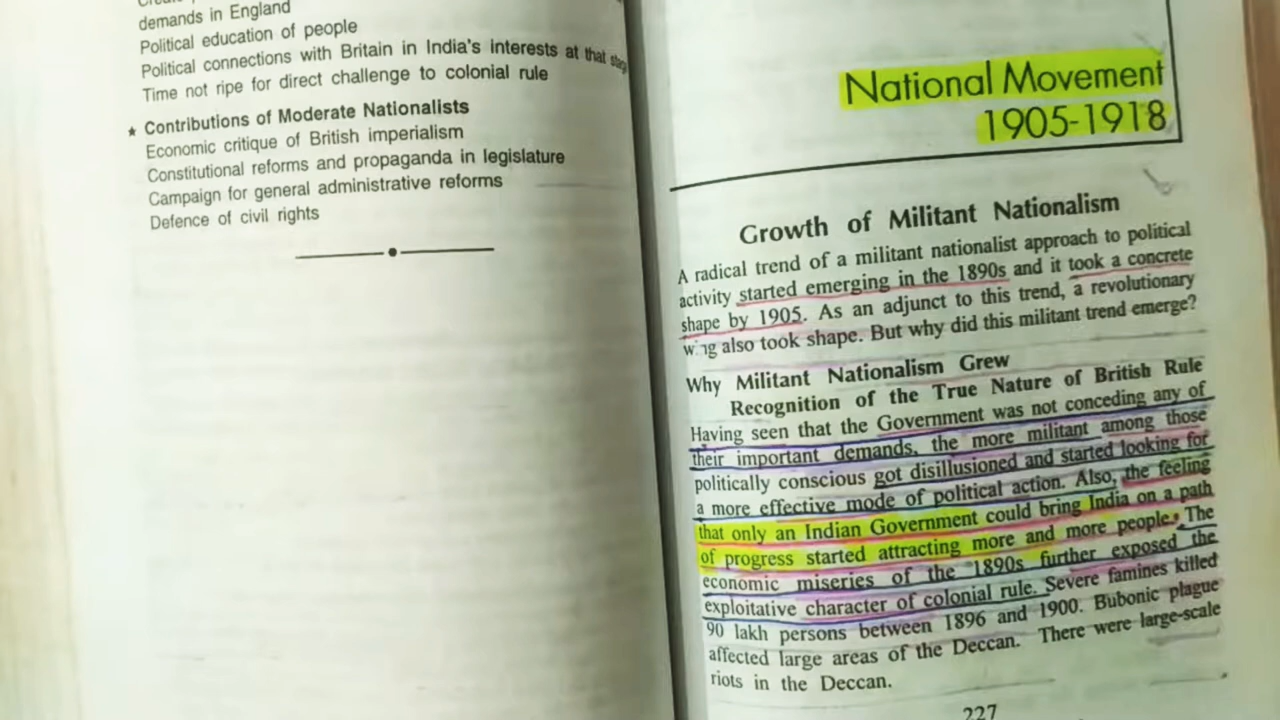 demands in England
Political education of people
Political connections with Britain in India's interests at that stage
Time not ripe for direct challenge to colonial rule
★ Contributions of Moderate Nationalists
Economic critique of British imperialism
Constitutional reforms and propaganda in legislature
Campaign for general administrative reforms
Defence of civil rights
National Movement
1905-1918
Growth of Militant Nationalism
A radical trend of a militant nationalist approach to political
activity started emerging in the 1890s and it took a concrete
shape by 1905. As an adjunct to this trend, a revolutionary
wing also took shape. But why did this militant trend emerge?
Why Militant Nationalism Grew
Recognition of the True Nature of British Rule
Having seen that the Government was not conceding any of
their important demands, the more militant among those
politically conscious got disillusioned and started looking for
a more effective mode of political action. Also, the feeling
that only an Indian Government could bring India on a path
of progress started attracting more and more people. The
economic miseries of the 1890s further exposed the
exploitative character of colonial rule. Severe famines killed
90 lakh persons between 1896 and 1900. Bubonic plague
affected large areas of the Deccan. There were large-scale
riots in the Deccan.
227